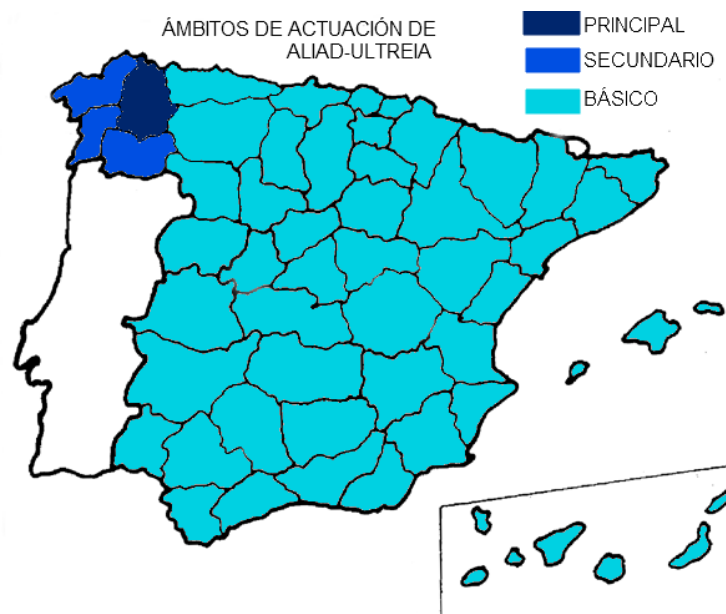 ÁMBITOS DE ACTUACIÓN DE
ALIAD-ULTREIA
PRINCIPAL
SECUNDARIO
BÁSICO